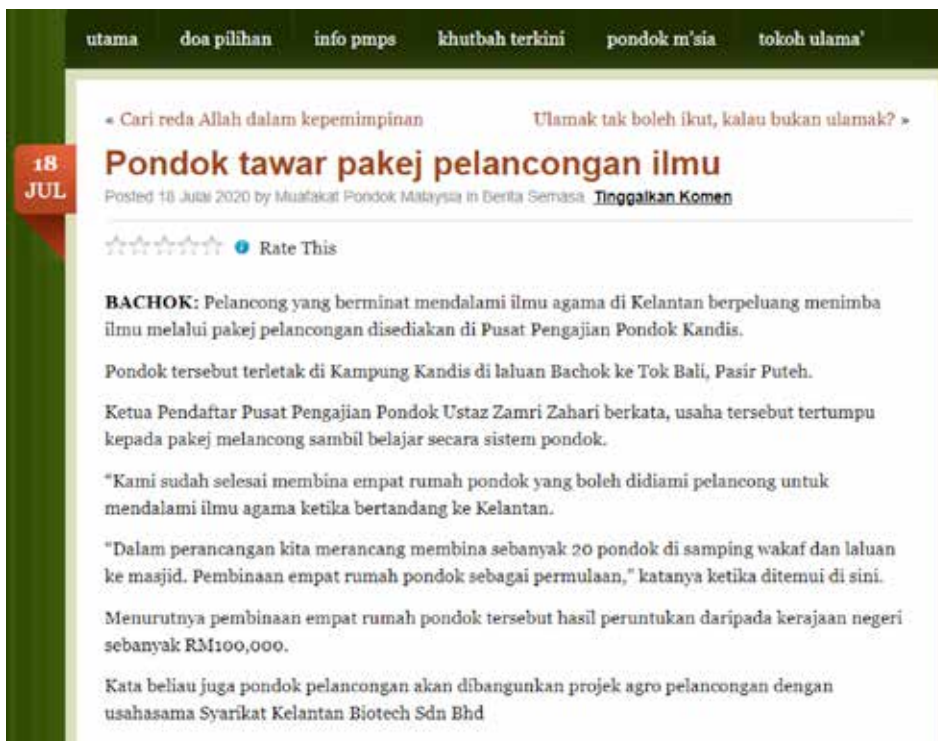 utama doa pilihan info pmps khutbah terkini pondok m'sia tokoh ulama'
« Cari reda Allah dalam kepemimpinan Ulamak tak boleh ikut, kalau bukan ulamak? »
18
JUL
Pondok tawar pakej pelancongan ilmu
Posted 18 Julai 2020 by Muafakat Pondok Malaysia in Berita Semasa Tinggalkan Komen
Rate This
BACHOK: Pelancong yang berminat mendalami ilmu agama di Kelantan berpeluang menimba
ilmu melalui pakej pelancongan disediakan di Pusat Pengajian Pondok Kandis.
Pondok tersebut terletak di Kampung Kandis di laluan Bachok ke Tok Bali, Pasir Puteh.
Ketua Pendaftar Pusat Pengajian Pondok Ustaz Zamri Zahari berkata, usaha tersebut tertumpu
kepada pakej melancong sambil belajar secara sistem pondok.
“Kami sudah selesai membina empat rumah pondok yang boleh didiami pelancong untuk
mendalami ilmu agama ketika bertandang ke Kelantan.
“Dalam perancangan kita merancang membina sebanyak 20 pondok di samping wakaf dan laluan
ke masjid. Pembinaan empat rumah pondok sebagai permulaan,” katanya ketika ditemui di sini.
Menurutnya pembinaan empat rumah pondok tersebut hasil peruntukan daripada kerajaan negeri
sebanyak RM100,000.
Kata beliau juga pondok pelancongan akan dibangunkan projek agro pelancongan dengan
usahasama Syarikat Kelantan Biotech Sdn Bhd